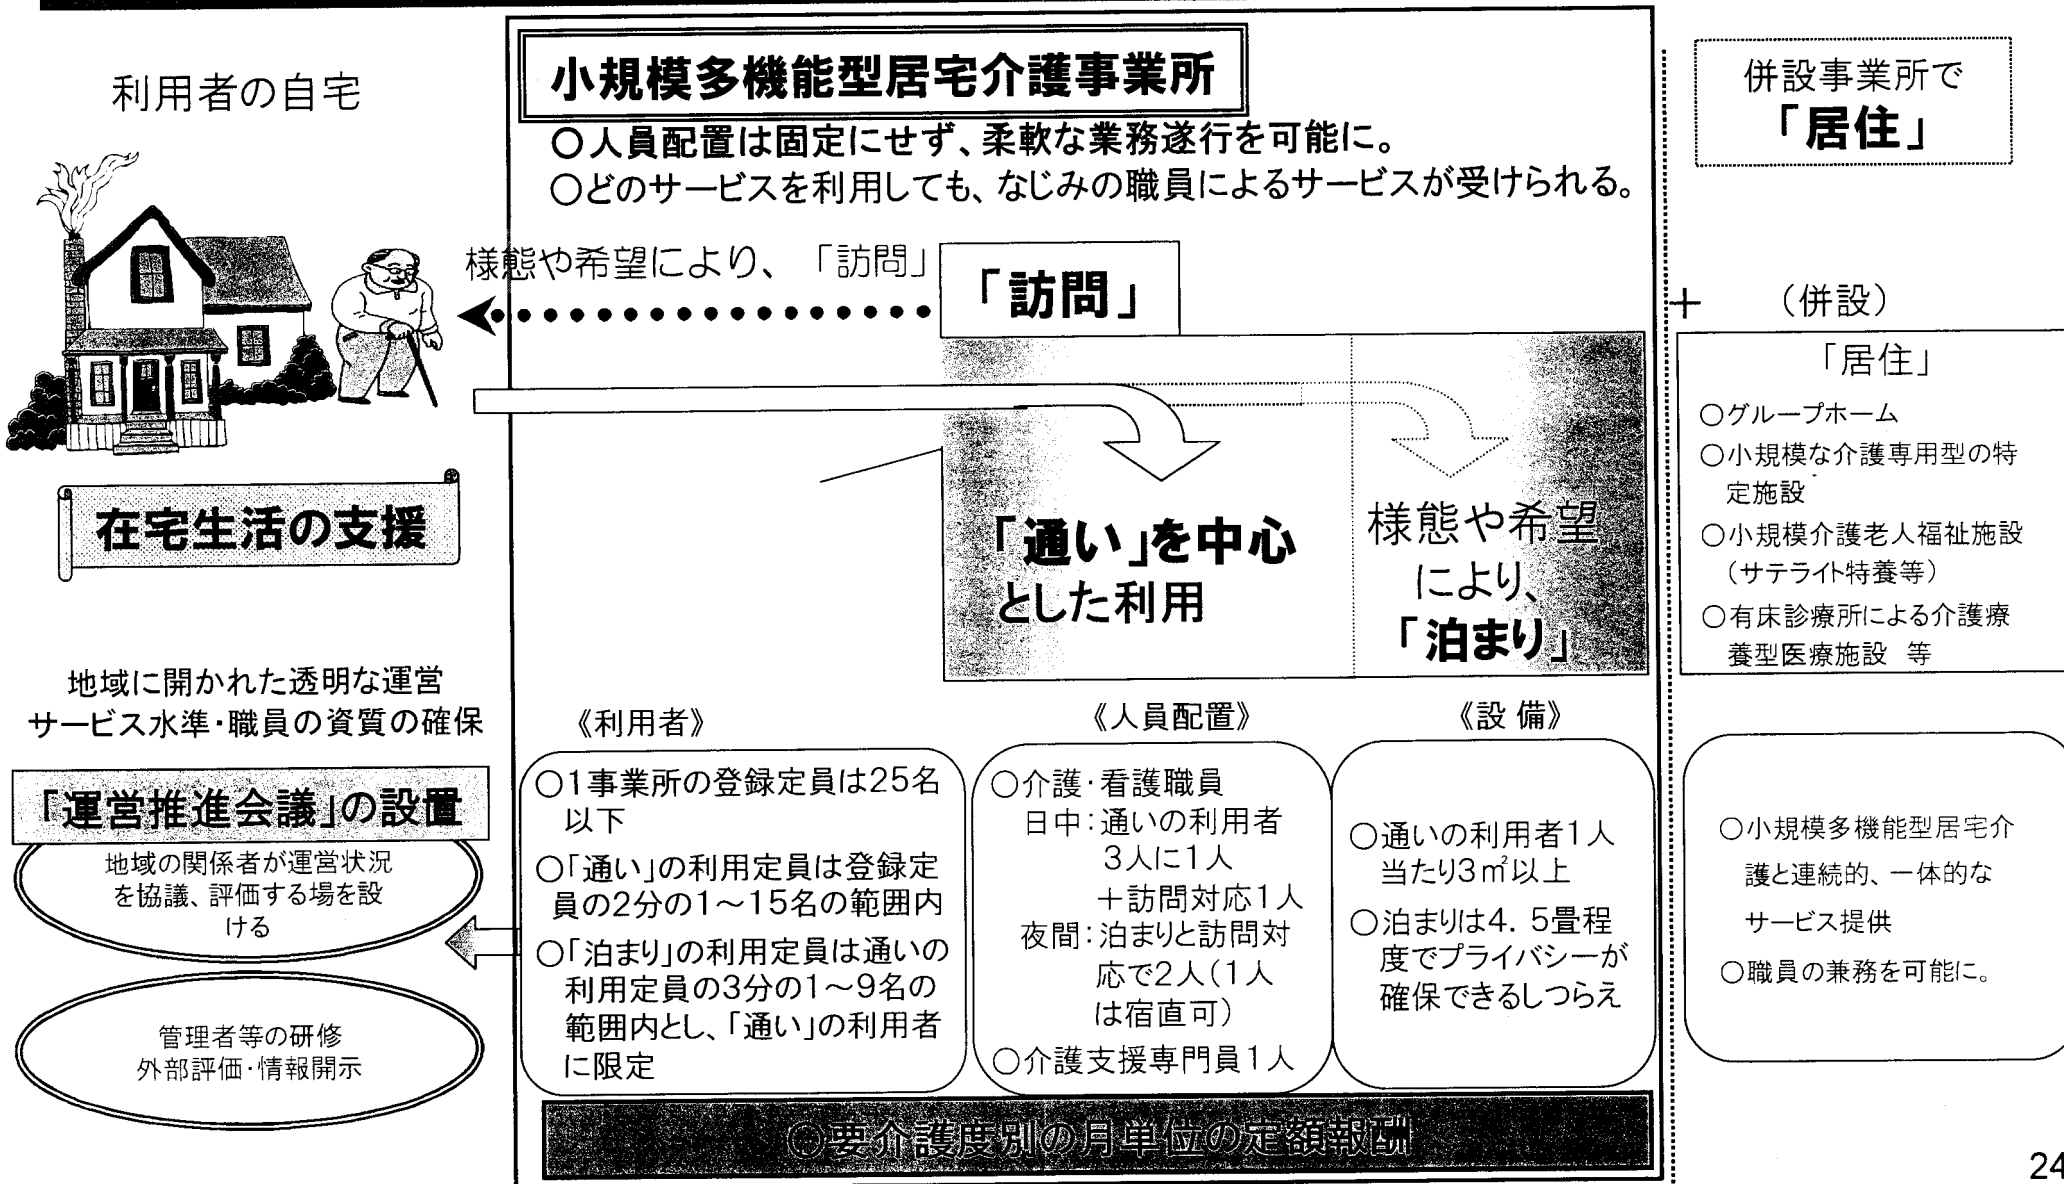 利用者の自宅
在宅生活の支援
地域に開かれた透明な運営
サービス水準・職員の資質の確保
「運営推進会議」の設置
地域の関係者が運営状況
を協議、評価する場を設
ける
管理者等の研修
外部評価・情報開示
小規模多機能型居宅介護事業所
○人員配置は固定にせず、柔軟な業務遂行を可能に。
○どのサービスを利用しても、なじみの職員によるサービスが受けられる。
様態や希望により、「訪問」
「訪問」
「通い」を中心
とした利用
様態や希望
により、
「泊まり」
《利用者》
○1事業所の登録定員は25名
以下
○「通い」の利用定員は登録定
員の2分の1～15名の範囲内
○「泊まり」の利用定員は通いの
利用定員の3分の1～9名の
範囲内とし、「通い」の利用者
に限定
《人員配置》
○介護・看護職員
日中：通いの利用者
3人に1人
＋訪問対応1人
夜間：泊まりと訪問対
応で2人（1人
は宿直可）
○介護支援専門員1人
《設 備》
○通いの利用者1人
当たり3㎡以上
○泊まりは4．5畳程
度でプライバシーが
確保できるしつらえ
○要介護度別の月単位の定額報酬
併設事業所で
「居住」
＋ （併設）
「居住」
○グループホーム
○小規模な介護専用型の特
定施設
○小規模介護老人福祉施設
（サテライト特養等）
○有床診療所による介護療
養型医療施設 等
○小規模多機能型居宅介
護と連続的、一体的な
サービス提供
○職員の兼務を可能に。
24